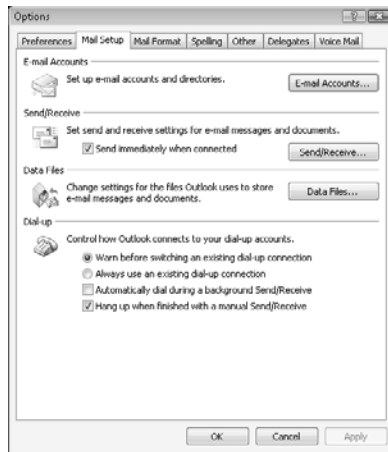 Options
Preferences Mail Setup Mail Format Spelling Other Delegates Voice Mail
E-mail Accounts
Set up e-mail accounts and directories.
E-mail Accounts...
Send/Receive
Set send and receive settings for e-mail messages and documents.
Send immediately when connected
Send/Receive...
Data Files
Change settings for the files Outlook uses to store
e-mail messages and documents.
Data Files...
Dial-up
Control how Outlook connects to your dial-up accounts.
Warn before switching an existing dial-up connection
Always use an existing dial-up connection
Automatically dial during a background Send/Receive
Hang up when finished with a manual Send/Receive
OK Cancel Apply